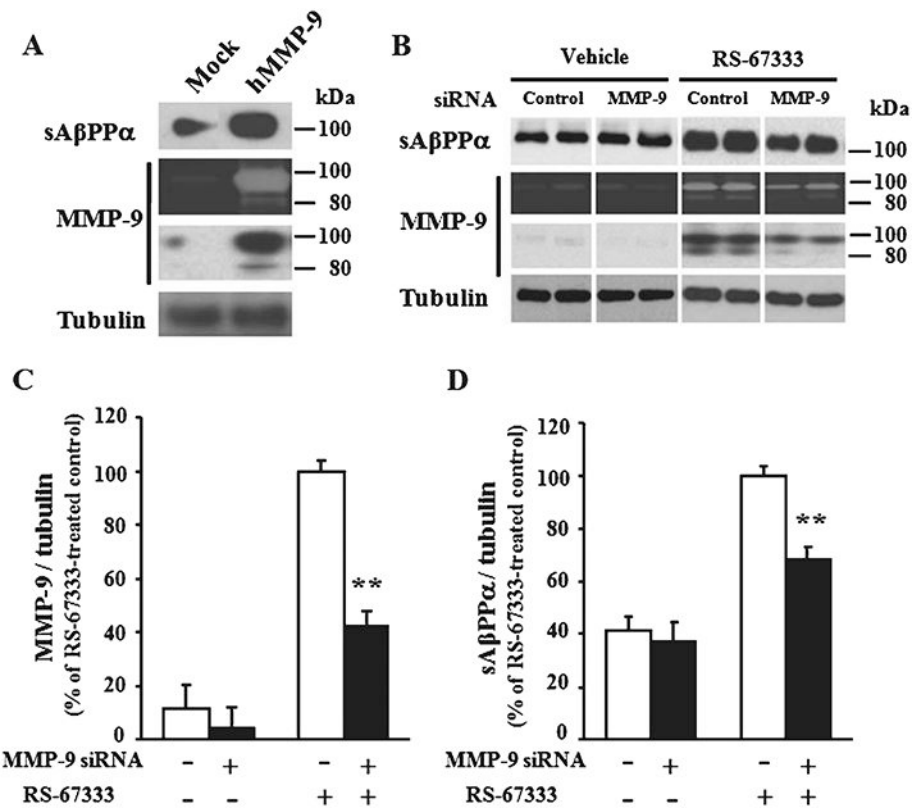 A
Mock
hMMP-9
kDa
sAβPPα
100
MMP-9
100
80
100
80
Tubulin
B
Vehicle
RS-67333
siRNA
Control
MMP-9
Control
MMP-9
kDa
sAβPPα
100
MMP-9
100
80
100
80
Tubulin
C
MMP-9 / tubulin
(% of RS-67333-treated control)
120
100
80
60
40
20
0
**
MMP-9 siRNA - + - +
RS-67333 - - + +
D
sAβPPα/ tubulin
(% of RS-67333-treated control)
120
100
80
60
40
20
0
**
MMP-9 siRNA - + - +
RS-67333 - - + +